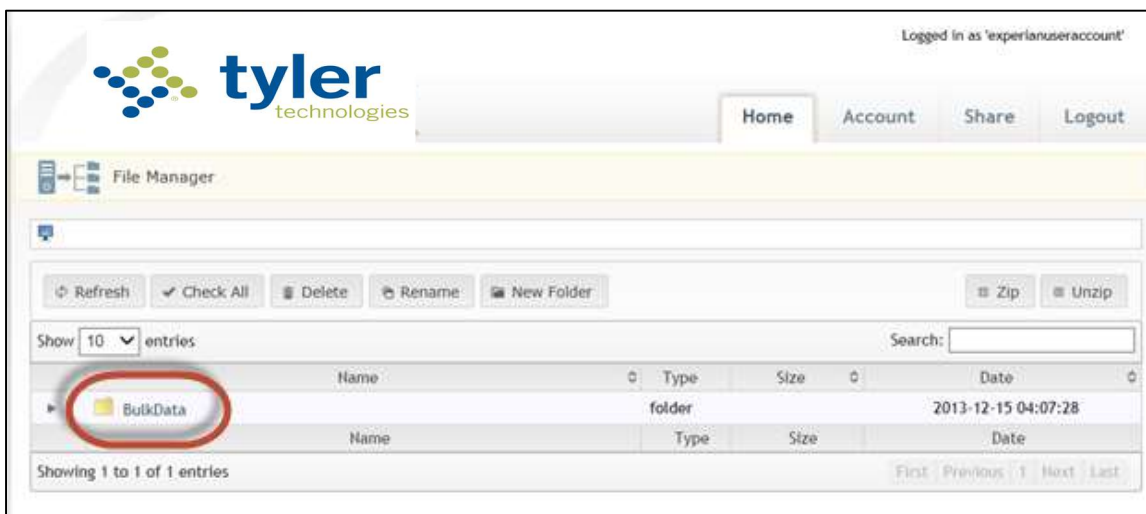 Logged in as 'experianuseraccount'
tyler
technologies
Home Account Share Logout
File Manager
Refresh Check All Delete Rename New Folder Zip Unzip
Show 10 entries Search:
Name Type Size Date
BulkData folder 2013-12-15 04:07:28
Name Type Size Date
Showing 1 to 1 of 1 entries First Previous 1 Next Last